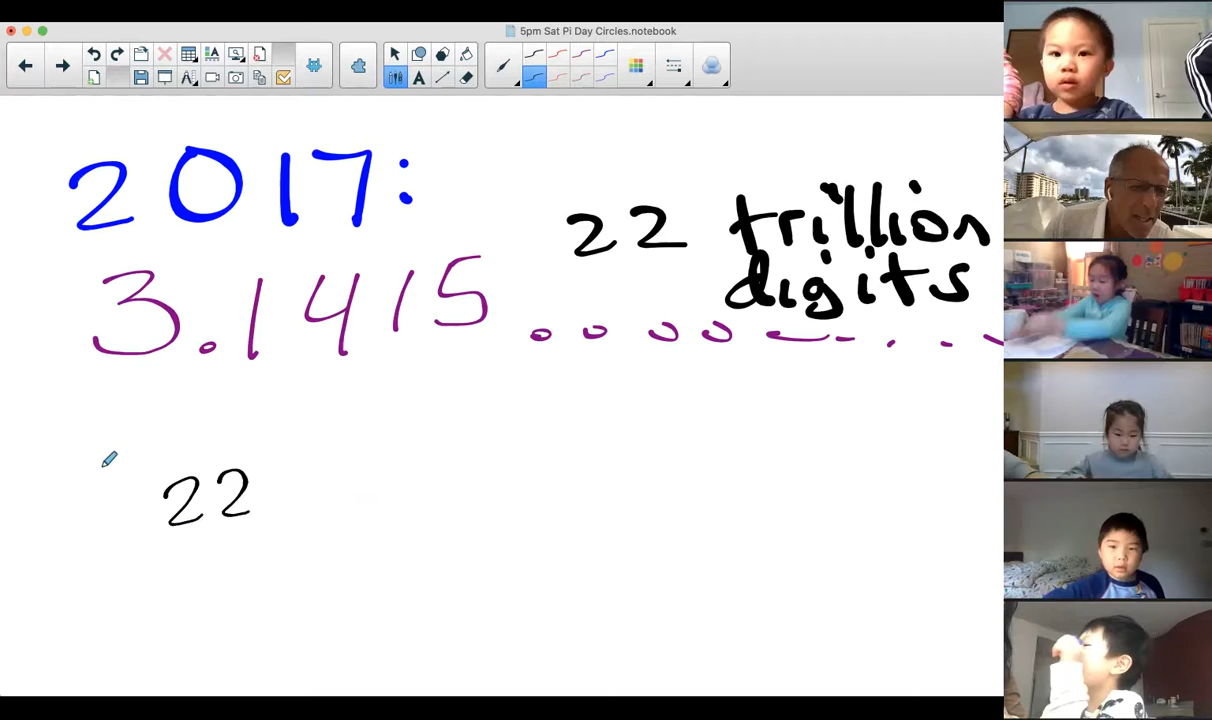 5pm Sat Pi Day Circles.notebook
2017:
22 trillion
digits
3.1415
22